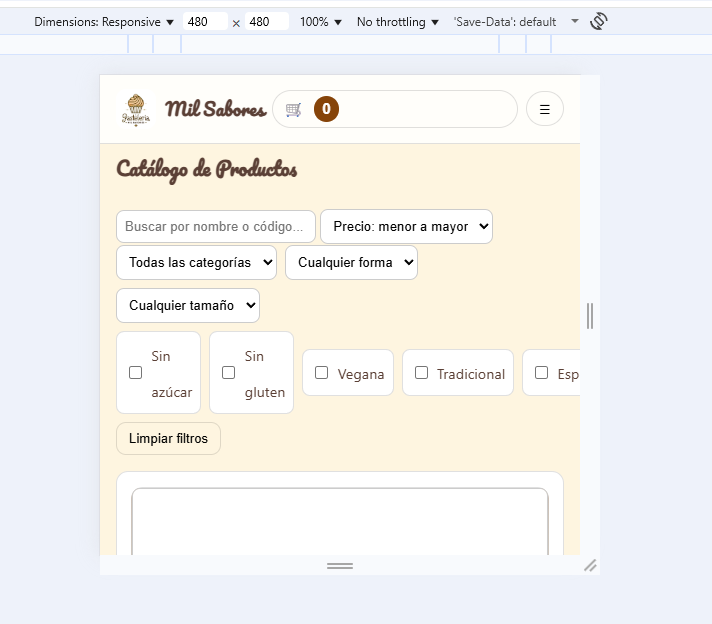 Dimensions: Responsive ▼ 480 × 480 100% ▼ No throttling ▼ 'Save-Data': default
Mil Sabores 0 ☰
Catálogo de Productos
Buscar por nombre o código... Precio: menor a mayor
Todas las categorías Cualquier forma
Cualquier tamaño
Sin azúcar Sin gluten Vegana Tradicional Esp
Limpiar filtros